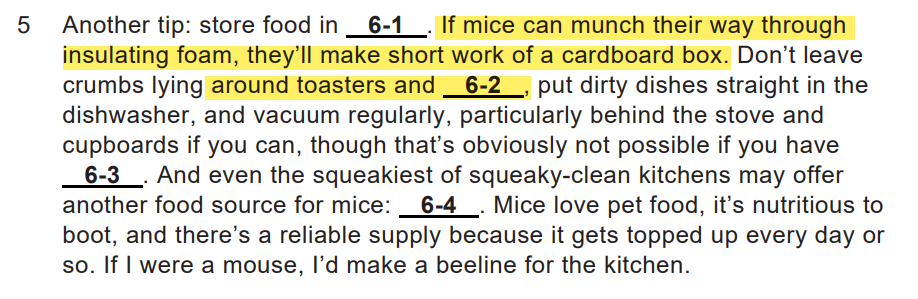 5 Another tip: store food in 6-1. If mice can munch their way through
insulating foam, they’ll make short work of a cardboard box. Don’t leave
crumbs lying around toasters and 6-2, put dirty dishes straight in the
dishwasher, and vacuum regularly, particularly behind the stove and
cupboards if you can, though that’s obviously not possible if you have
6-3. And even the squeakiest of squeaky-clean kitchens may offer
another food source for mice: 6-4. Mice love pet food, it’s nutritious to
boot, and there’s a reliable supply because it gets topped up every day or
so. If I were a mouse, I’d make a beeline for the kitchen.